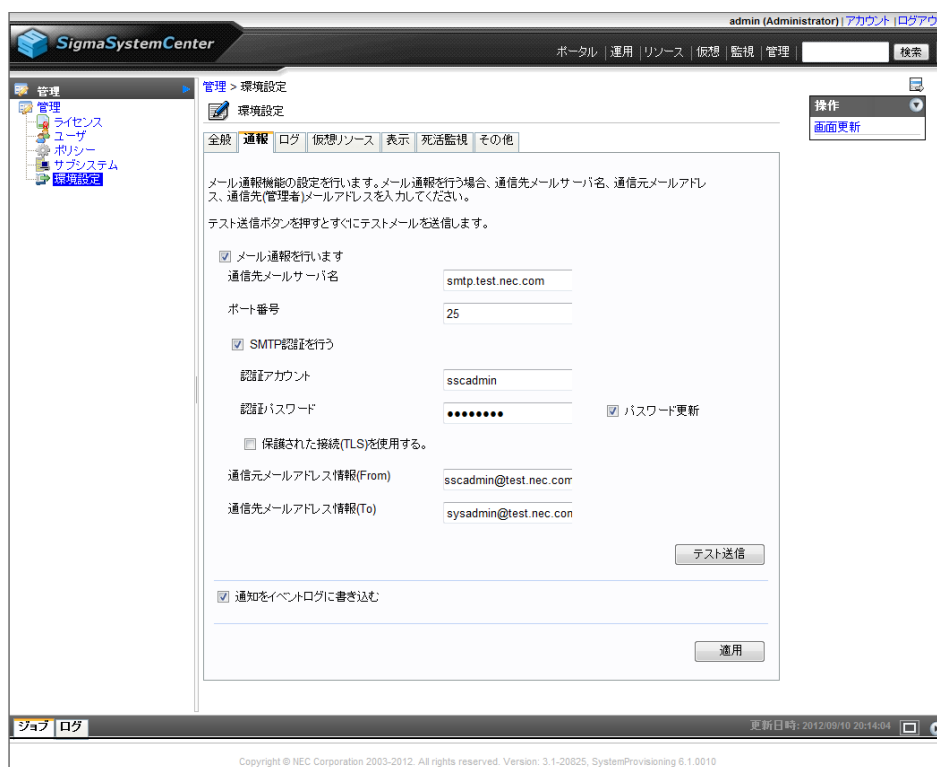 admin (Administrator) | アカウント | ログアウ
SigmaSystemCenter
ポータル | 運用 | リソース | 仮想 | 監視 | 管理 |
検索
管理
管理
ライセンス
ユーザ
ポリシー
サブシステム
環境設定
管理 > 環境設定
環境設定
操作
画面更新
全般 通報 ログ 仮想リソース 表示 死活監視 その他
メール通報機能の設定を行います。メール通報を行う場合、通信先メールサーバ名、通信元メールアドレ
ス、通信先(管理者)メールアドレスを入力してください。
テスト送信ボタンを押すとすぐにテストメールを送信します。
メール通報を行います
通信先メールサーバ名 smtp.test.nec.com
ポート番号 25
SMTP認証を行う
認証アカウント sscadmin
認証パスワード ●●●●●●●● パスワード更新
保護された接続(TLS)を使用する。
通信元メールアドレス情報(From) sscadmin@test.nec.com
通信先メールアドレス情報(To) sysadmin@test.nec.con
テスト送信
通知をイベントログに書き込む
適用
ジョブ ログ
更新日時: 2012/09/10 20:14:04
Copyright © NEC Corporation 2003-2012. All rights reserved. Version: 3.1-20825, SystemProvisioning 6.1.0010